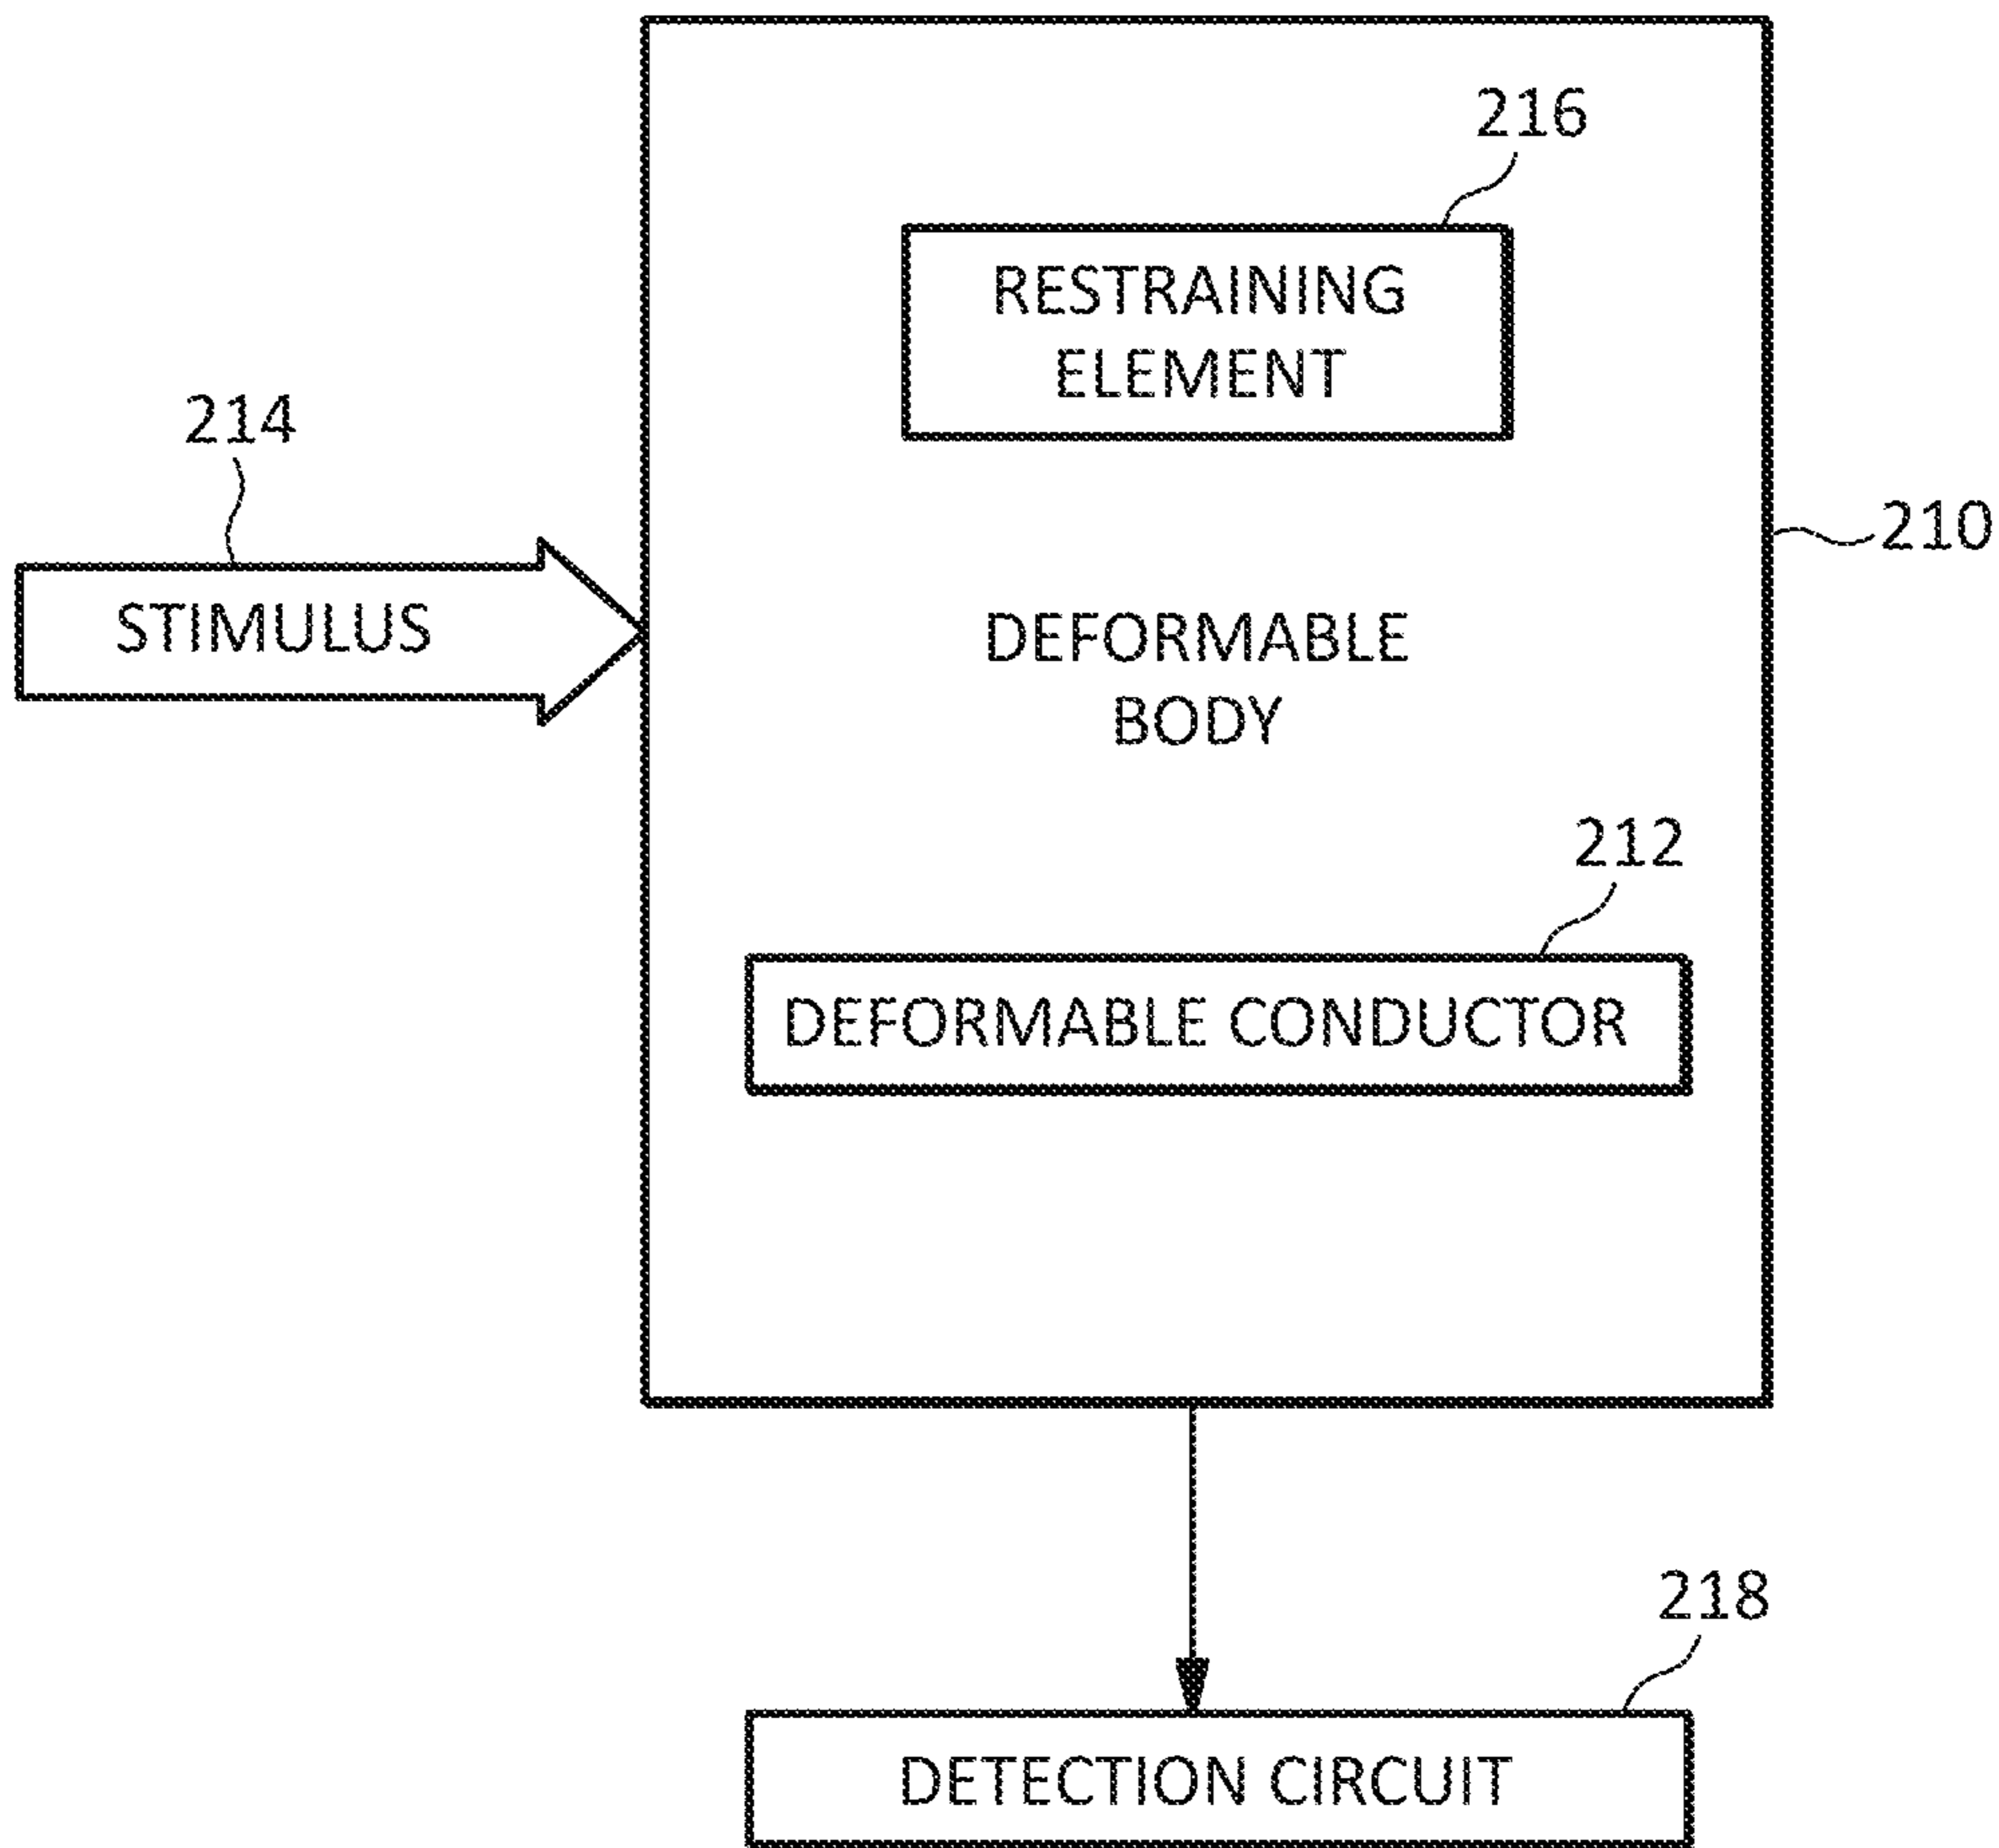 216
RESTRAINING
ELEMENT
214
210
STIMULUS
DEFORMABLE
BODY
212
DEFORMABLE CONDUCTOR
218
DETECTION CIRCUIT